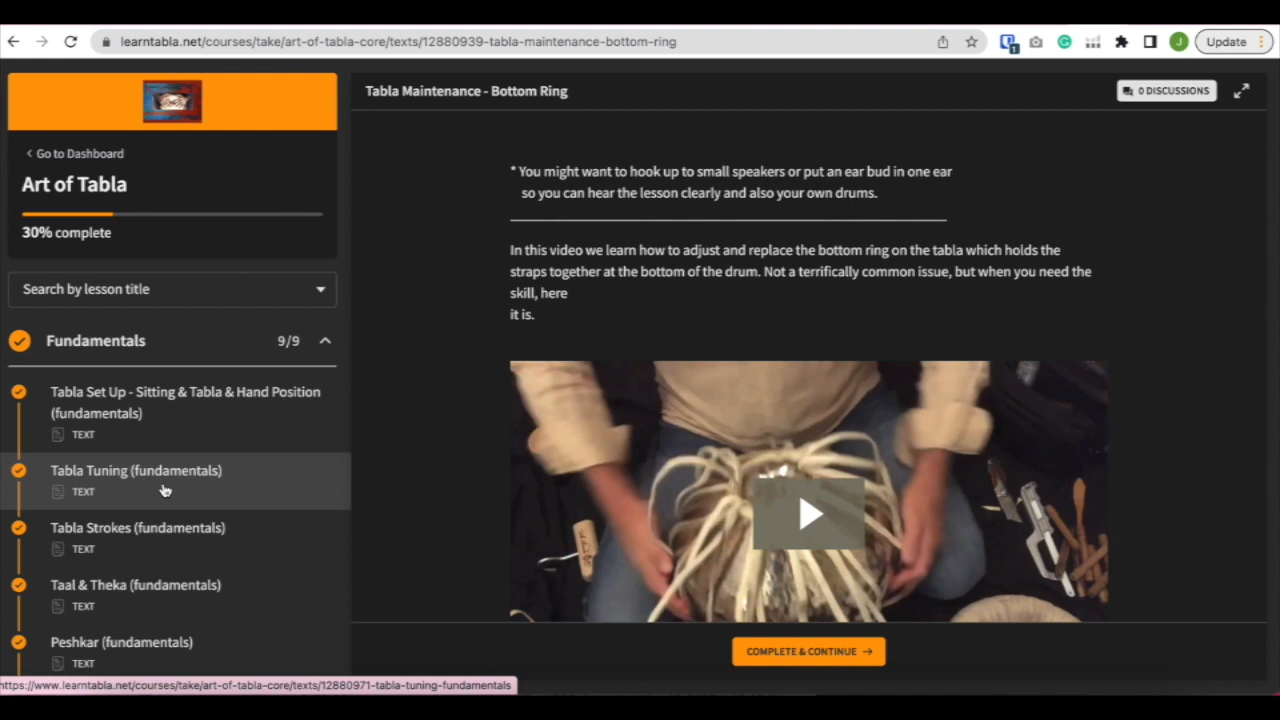 learntabla.net/courses/take/art-of-tabla-core/texts/12880939-tabla-maintenance-bottom-ring
1
J
Update
Go to Dashboard
Art of Tabla
30% complete
Search by lesson title
Fundamentals 9/9
Tabla Set Up - Sitting & Tabla & Hand Position
(fundamentals)
TEXT
Tabla Tuning (fundamentals)
TEXT
Tabla Strokes (fundamentals)
TEXT
Taal & Theka (fundamentals)
TEXT
Peshkar (fundamentals)
TEXT
https://www.learntabla.net/courses/take/art-of-tabla-core/texts/12880971-tabla-tuning-fundamentals
Tabla Maintenance - Bottom Ring
0 DISCUSSIONS
* You might want to hook up to small speakers or put an ear bud in one ear
so you can hear the lesson clearly and also your own drums.
In this video we learn how to adjust and replace the bottom ring on the tabla which holds the
straps together at the bottom of the drum. Not a terrifically common issue, but when you need the
skill, here
it is.
COMPLETE & CONTINUE →